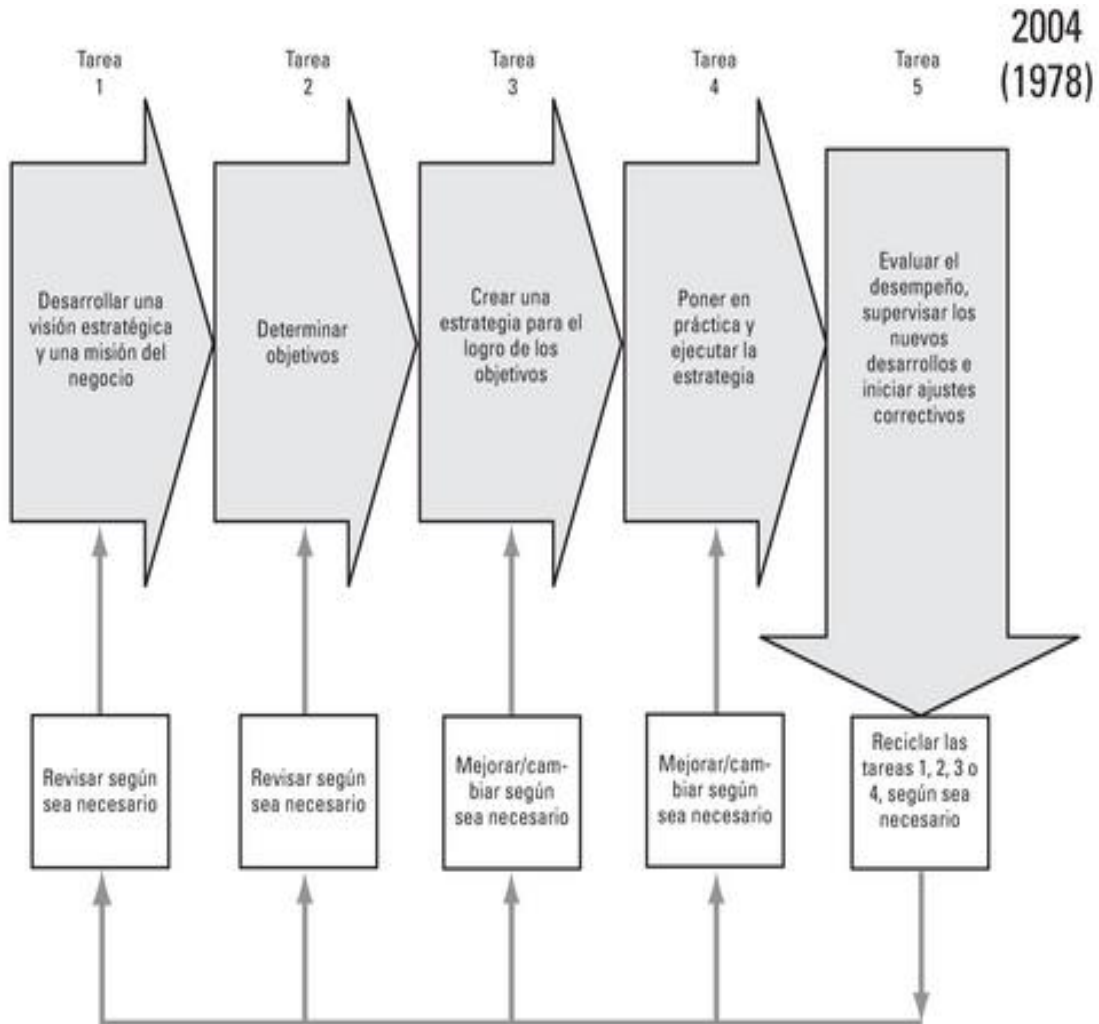 2004
(1978)
Tarea
1
Tarea
2
Tarea
3
Tarea
4
Tarea
5
Desarrollar una
visión estratégica
y una misión del
negocio
Determinar
objetivos
Crear una
estrategia para el
logro de los
objetivos
Poner en
práctica y
ejecutar la
estrategia
Evaluar el
desempeño,
supervisar los
nuevos
desarrollos e
iniciar ajustes
correctivos
Revisar según
sea necesario
Revisar según
sea necesario
Mejorar/cam-
biar según
sea necesario
Mejorar/cam-
biar según
sea necesario
Reciclar las
tareas 1, 2, 3 o
4, según sea
necesario